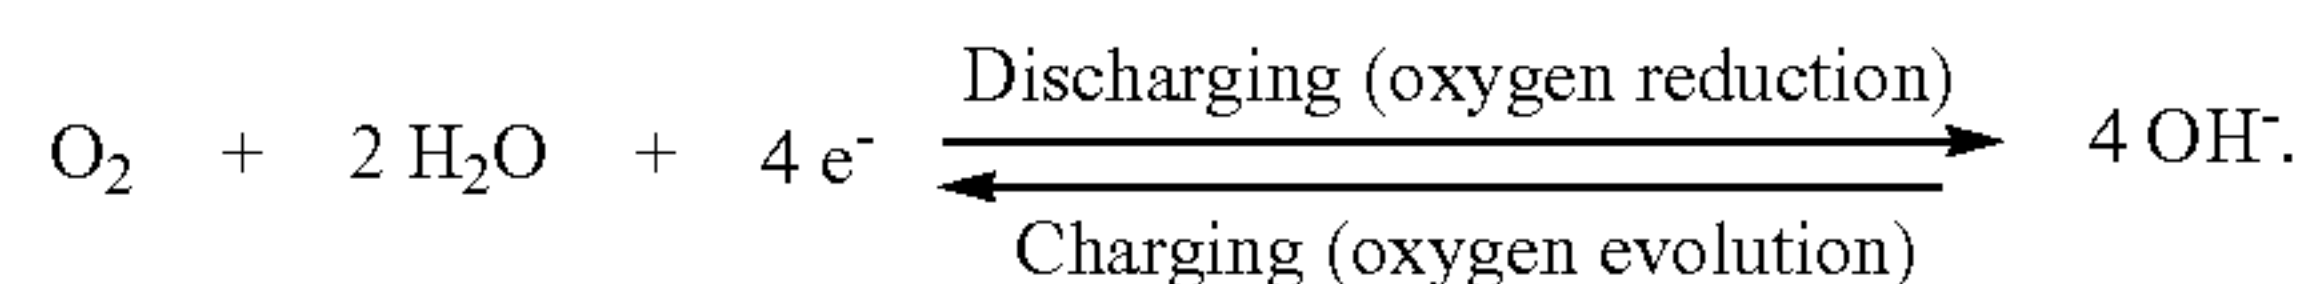 Discharging (oxygen reduction)
O₂ + 2 H₂O + 4 e⁻ 4 OH⁻.
Charging (oxygen evolution)